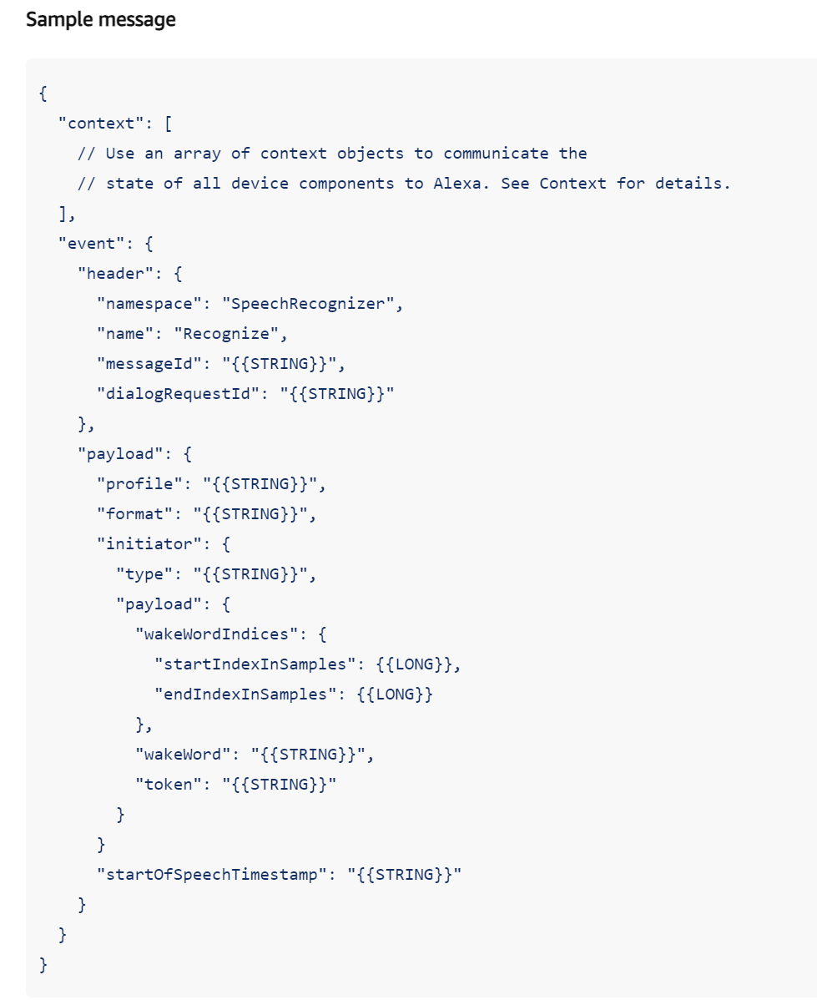 Sample message
{
  "context": [
    // Use an array of context objects to communicate the
    // state of all device components to Alexa. See Context for details.
  ],
  "event": {
    "header": {
      "namespace": "SpeechRecognizer",
      "name": "Recognize",
      "messageId": "{{STRING}}",
      "dialogRequestId": "{{STRING}}"
    },
    "payload": {
      "profile": "{{STRING}}",
      "format": "{{STRING}}",
      "initiator": {
        "type": "{{STRING}}",
        "payload": {
          "wakeWordIndices": {
            "startIndexInSamples": {{LONG}},
            "endIndexInSamples": {{LONG}}
          },
          "wakeWord": "{{STRING}}",
          "token": "{{STRING}}"
        }
      }
      "startOfSpeechTimestamp": "{{STRING}}"
    }
  }
}